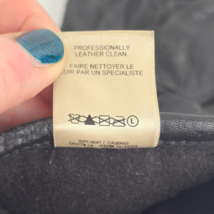 PROFESSIONALLY
LEATHER CLEAN
FAIRE NETTOYER LE
CUIR PAR UN SPECIALISTE
L